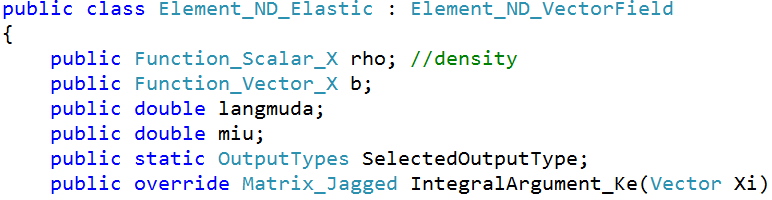 public class Element_ND_Elastic : Element_ND_VectorField
{
public Function_Scalar_X rho; //density
public Function_Vector_X b;
public double langmuda;
public double miu;
public static OutputTypes SelectedOutputType;
public override Matrix_Jagged IntegralArgument_Ke(Vector Xi)